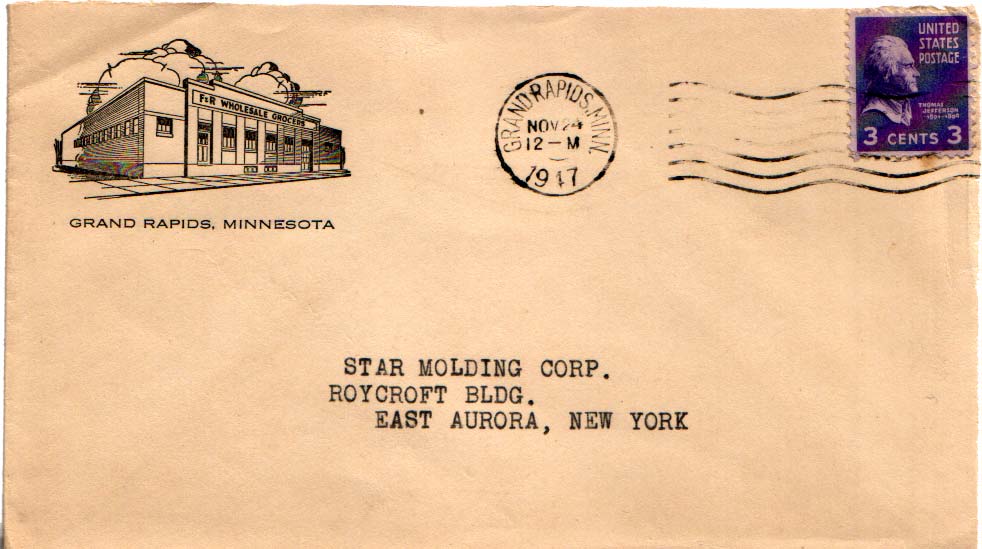 F&R WHOLESALE GROCERS
GRAND RAPIDS, MINNESOTA
GRAND RAPIDS, MINN.
NOV 24
12-M
1947
UNITED
STATES
POSTAGE
THOMAS
JEFFERSON
3 CENTS 3
STAR MOLDING CORP.
ROYCROFT BLDG.
EAST AURORA, NEW YORK